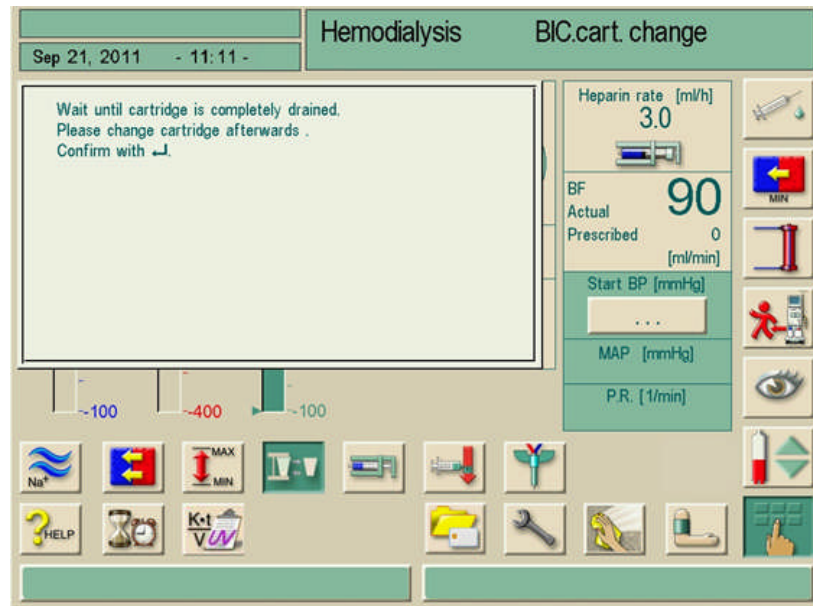 Hemodialysis BIC.cart. change
Sep 21, 2011 - 11:11 -
Wait until cartridge is completely drained.
Please change cartridge afterwards .
Confirm with ↵.
Heparin rate [ml/h]
3.0
BF
Actual
90
Prescribed 0
[ml/min]
Start BP [mmHg]
...
MAP [mmHg]
P.R. [1/min]
MIN
-100
-400
-100
Na+
MAX
MIN
HELP
K•t
V UV